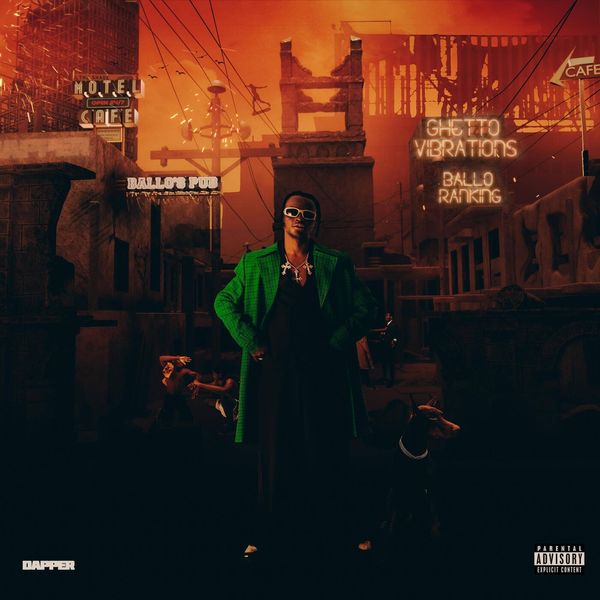 MOTEL
OPEN 24/7
CAFE
BALLO'S PUB
GHETTO
VIBRATIONS
BALLO
RANKING
CAFE
DAPPER
PARENTAL
ADVISORY
EXPLICIT CONTENT